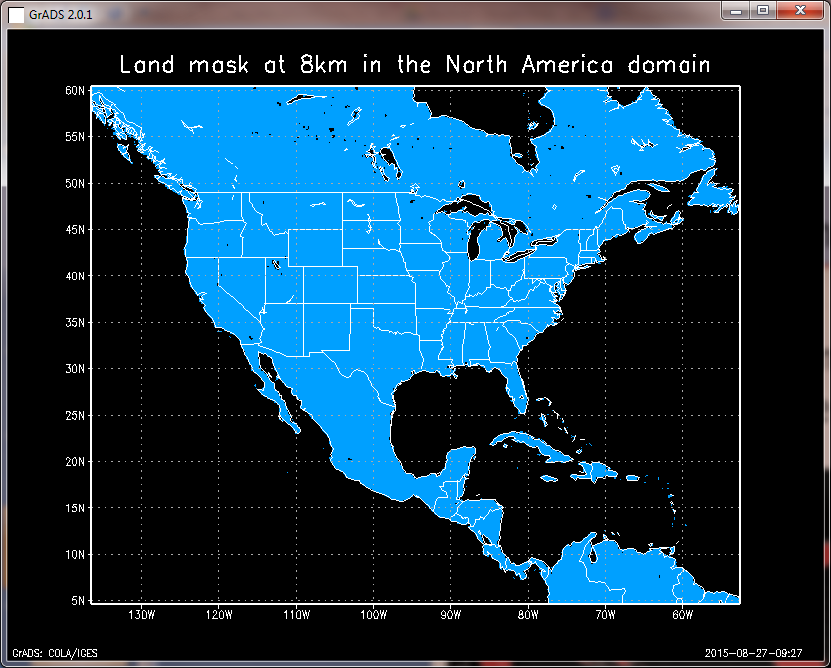 GrADS 2.0.1
Land mask at 8km in the North America domain
60N
55N
50N
45N
40N
35N
30N
25N
20N
15N
10N
5N
130W 120W 110W 100W 90W 80W 70W 60W
GrADS: COLA/IGES 2015-08-27-09:27